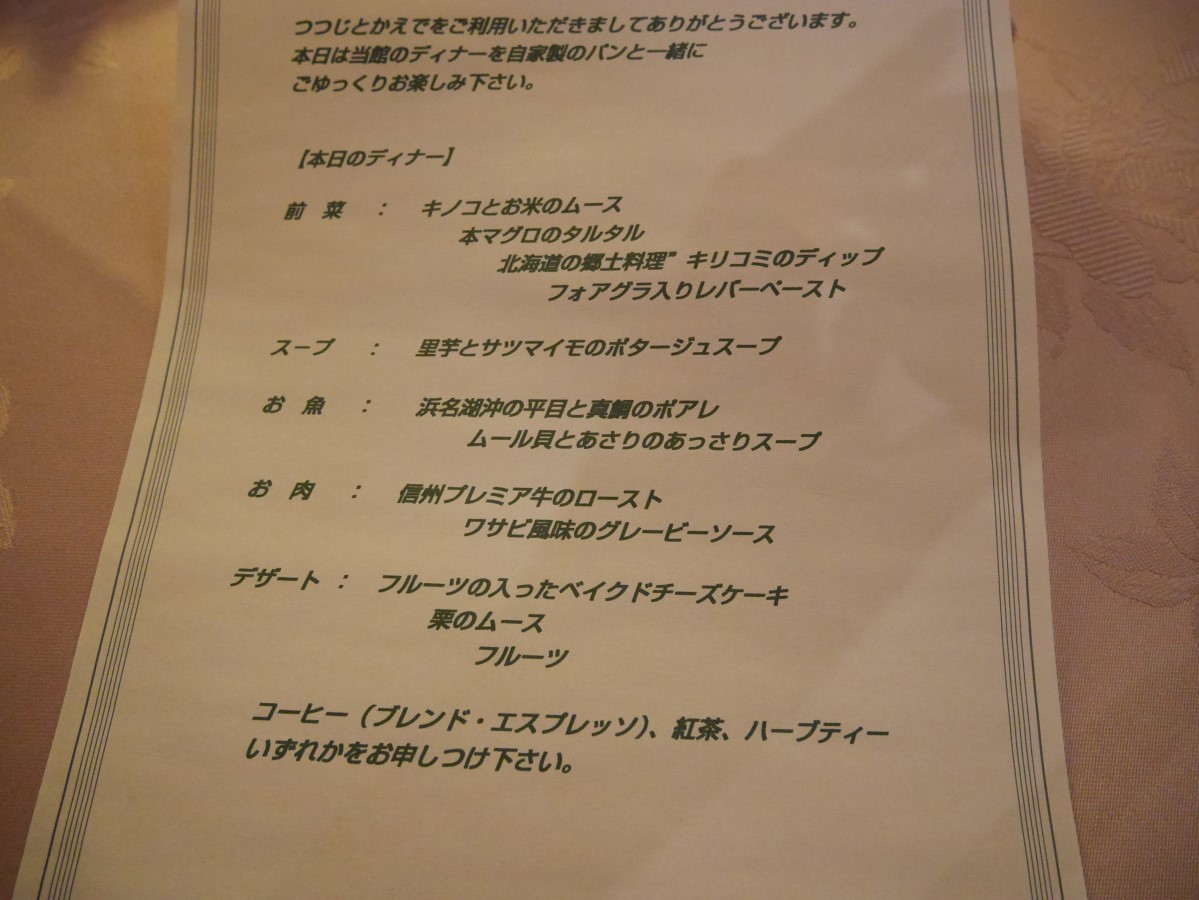 つつじとかえでをご利用いただきましてありがとうございます。
本日は当館のディナーを自家製のパンと一緒に
ごゆっくりお楽しみ下さい。
【本日のディナー】
前　菜　：　キノコとお米のムース
本マグロのタルタル
北海道の郷土料理”キリコミのディップ
フォアグラ入りレバーペースト
スープ　：　里芋とサツマイモのポタージュスープ
お　魚　：　浜名湖沖の平目と真鯛のポアレ
ムール貝とあさりのあっさりスープ
お　肉　：　信州プレミア牛のロースト
ワサビ風味のグレービーソース
デザート　：　フルーツの入ったベイクドチーズケーキ
栗のムース
フルーツ
コーヒー（ブレンド・エスプレッソ）、紅茶、ハーブティー
いずれかをお申しつけ下さい。